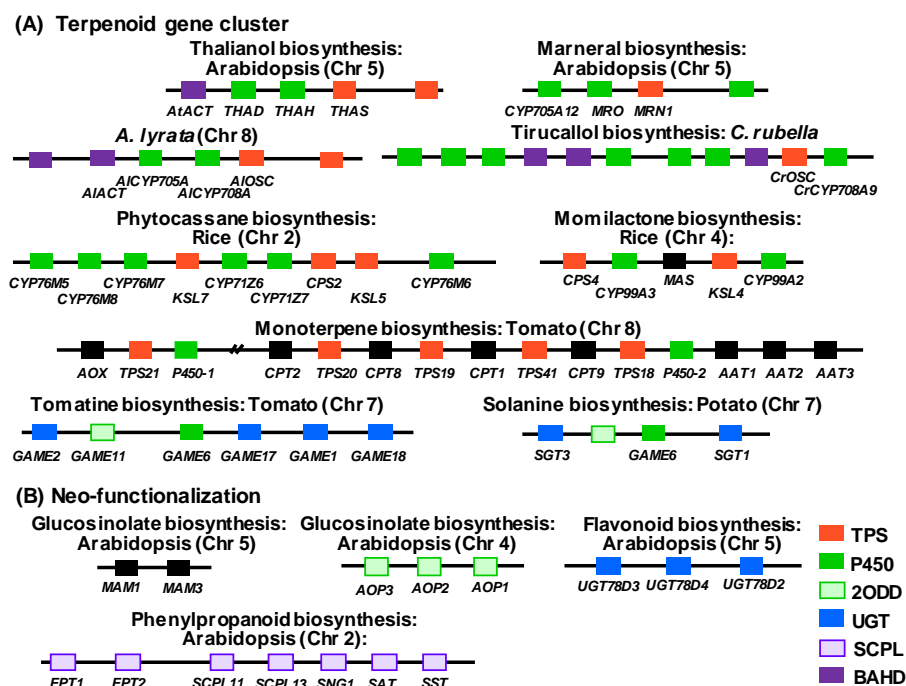 (A) Terpenoid gene cluster
Thalianol biosynthesis:
Arabidopsis (Chr 5)
AtACT THAD THAH THAS
Marneral biosynthesis:
Arabidopsis (Chr 5)
CYP705A12 MRO MRN1
A. lyrata (Chr 8)
AlACT AlCYP705A AlCYP708A AlOSC
Tirucallol biosynthesis: C. rubella
CrOSC
CrCYP708A9
Phytocassane biosynthesis:
Rice (Chr 2)
CYP76M5 CYP76M8 CYP76M7 KSL7 CYP71Z6 CYP71Z7 CPS2 KSL5 CYP76M6
Momilactone biosynthesis:
Rice (Chr 4):
CPS4 CYP99A3 MAS KSL4 CYP99A2
Monoterpene biosynthesis: Tomato (Chr 8)
AOX TPS21 P450-1 CPT2 TPS20 CPT8 TPS19 CPT1 TPS41 CPT9 TPS18 P450-2 AAT1 AAT2 AAT3
Tomatine biosynthesis: Tomato (Chr 7)
GAME2 GAME11 GAME6 GAME17 GAME1 GAME18
Solanine biosynthesis: Potato (Chr 7)
SGT3 GAME6 SGT1
(B) Neo-functionalization
Glucosinolate biosynthesis:
Arabidopsis (Chr 5)
MAM1 MAM3
Glucosinolate biosynthesis:
Arabidopsis (Chr 4)
AOP3 AOP2 AOP1
Flavonoid biosynthesis:
Arabidopsis (Chr 5)
UGT78D3 UGT78D4 UGT78D2
Phenylpropanoid biosynthesis:
Arabidopsis (Chr 2):
EPT1 EPT2 SCPL11 SCPL13 SNG1 SAT SST
TPS
P450
2ODD
UGT
SCPL
BAHD